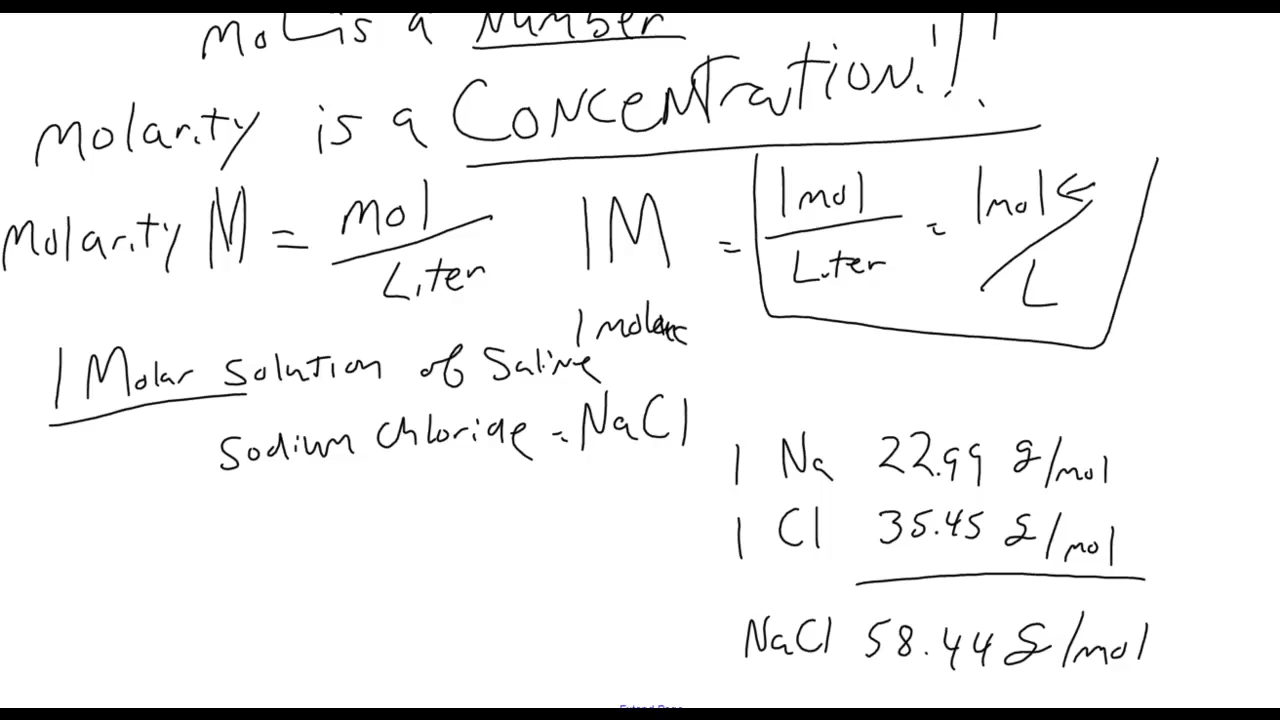 Mol is a Number
Molarity is a Concentration!!!
Molarity M = mol/Liter 1M = 1mol/Liter = 1mol/L
1 molar
1 Molar Solution of Saline
Sodium Chloride = NaCl
1 Na 22.99 g/mol
1 Cl 35.45 g/mol
NaCl 58.44 g/mol